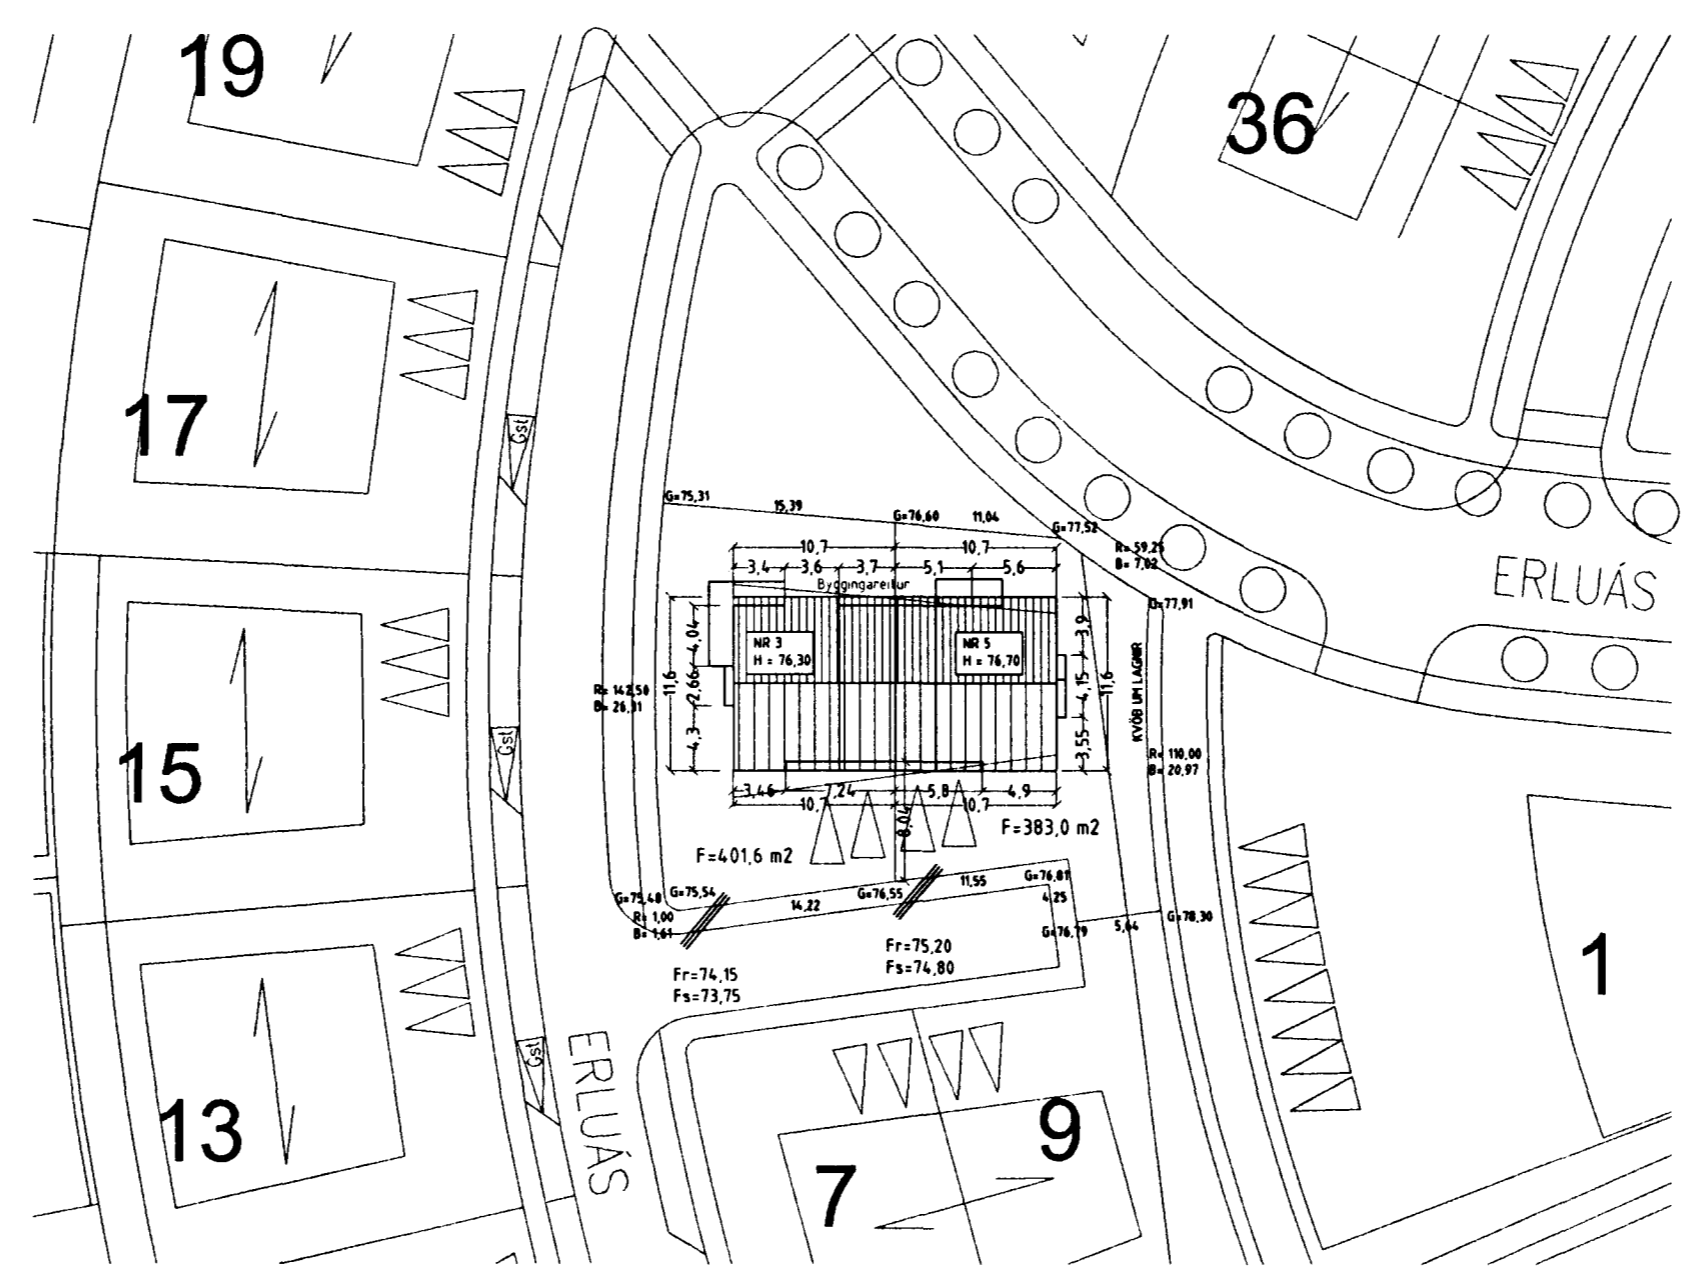 19
36
17
Gst
G=75,31
15,39
G=76,60
11,04
G=77,52
10,7
10,7
R= 59,25
B= 7,02
3,4
3,6
3,7
5,1
5,6
Byggingareitur
ERLUÁS
G=77,91
4,04
3,9
NR 3
H = 76,30
NR 5
H = 76,70
KVÖÐ UM LAGNIR
11,6
2,66
4,15
11,6
R= 142,50
B= 26,31
15
Gst
4,3
3,55
R= 110,00
B= 20,97
3,46
7,24
5,8
4,9
10,7
10,7
8,04
F=401,6 m2
F=383,0 m2
G=75,48
G=75,54
G=76,55
11,55
G=76,81
R= 1,00
B= 1,61
14,22
4,25
G=76,79
5,64
G=78,30
Fr=75,20
Fs=74,80
Fr=74,15
Fs=73,75
1
Gst
ERLUÁS
13
9
7